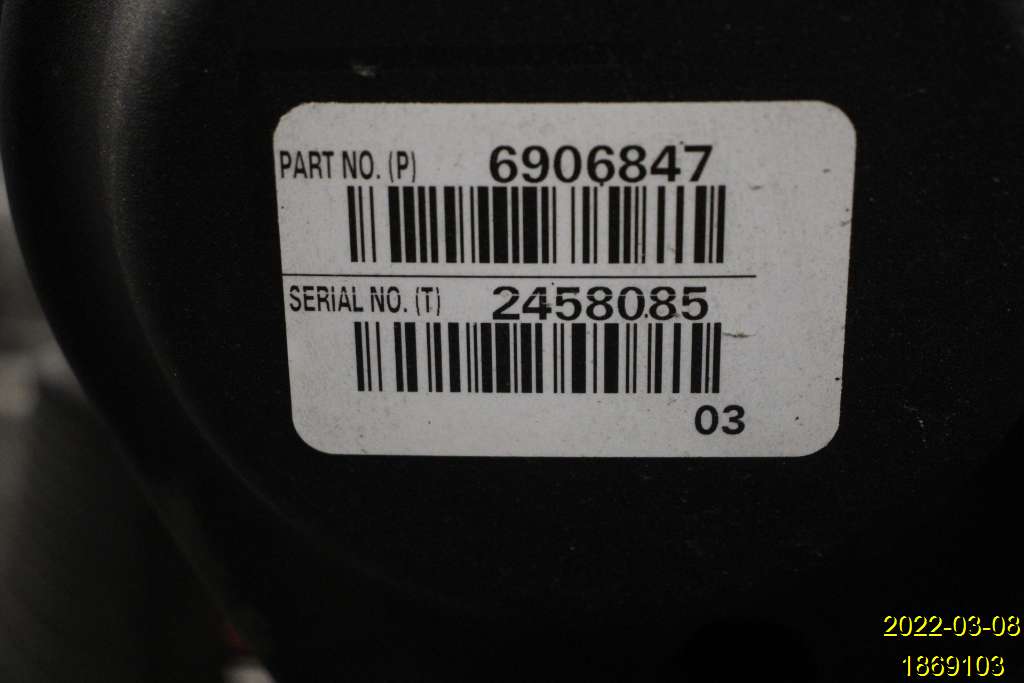 PART NO. (P) 6906847
SERIAL NO. (T) 2458085
03
2022-03-08
1869103